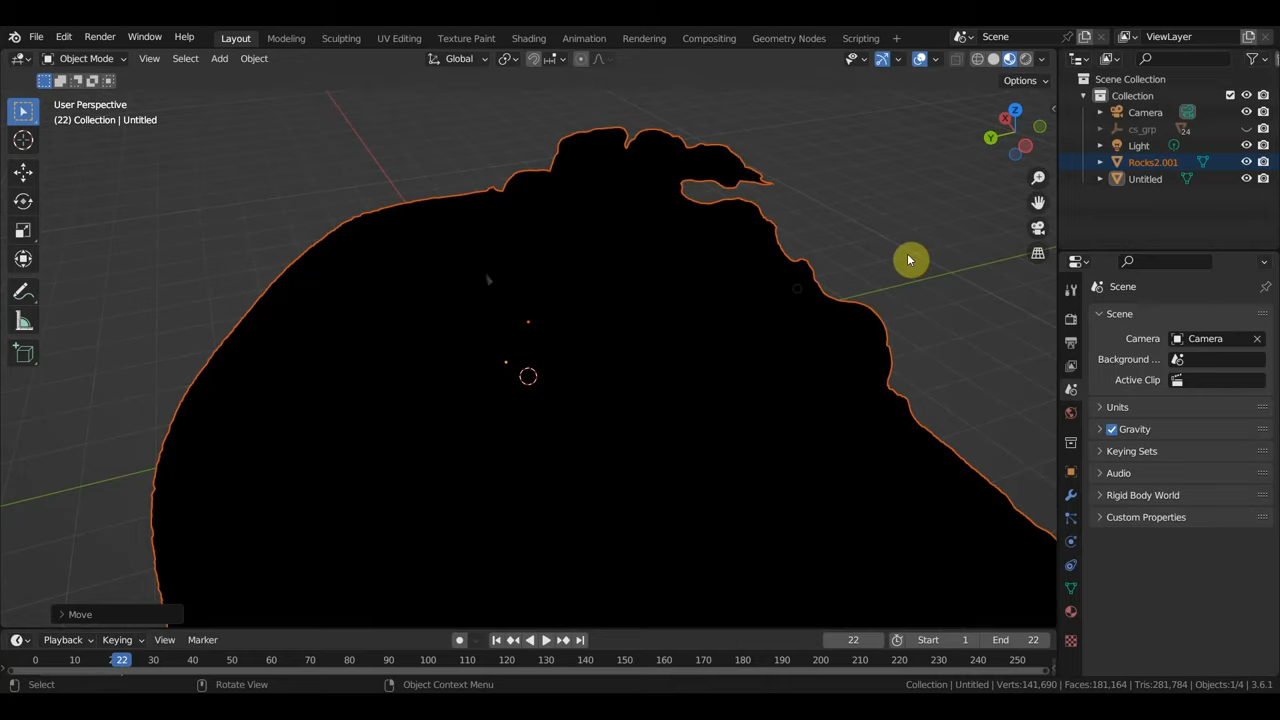 File Edit Render Window Help Layout Modeling Sculpting UV Editing Texture Paint Shading Animation Rendering Compositing Geometry Nodes Scripting + Scene ViewLayer
Object Mode View Select Add Object Global
Options
User Perspective
(22) Collection | Untitled
X
Y
Z
Scene Collection
Collection
Camera
cs_grp 24
Light
Rocks2.001
Untitled
Scene
Scene
Camera Camera
Background ...
Active Clip
Units
Gravity
Keying Sets
Audio
Rigid Body World
Custom Properties
Move
Playback Keying View Marker 22 Start 1 End 22
0 10 22 30 40 50 60 70 80 90 100 110 120 130 140 150 160 170 180 190 200 210 220 230 240 250
Select Rotate View Object Context Menu Collection | Untitled | Verts:141,690 | Faces:181,164 | Tris:281,784 | Objects:1/4 | 3.6.1